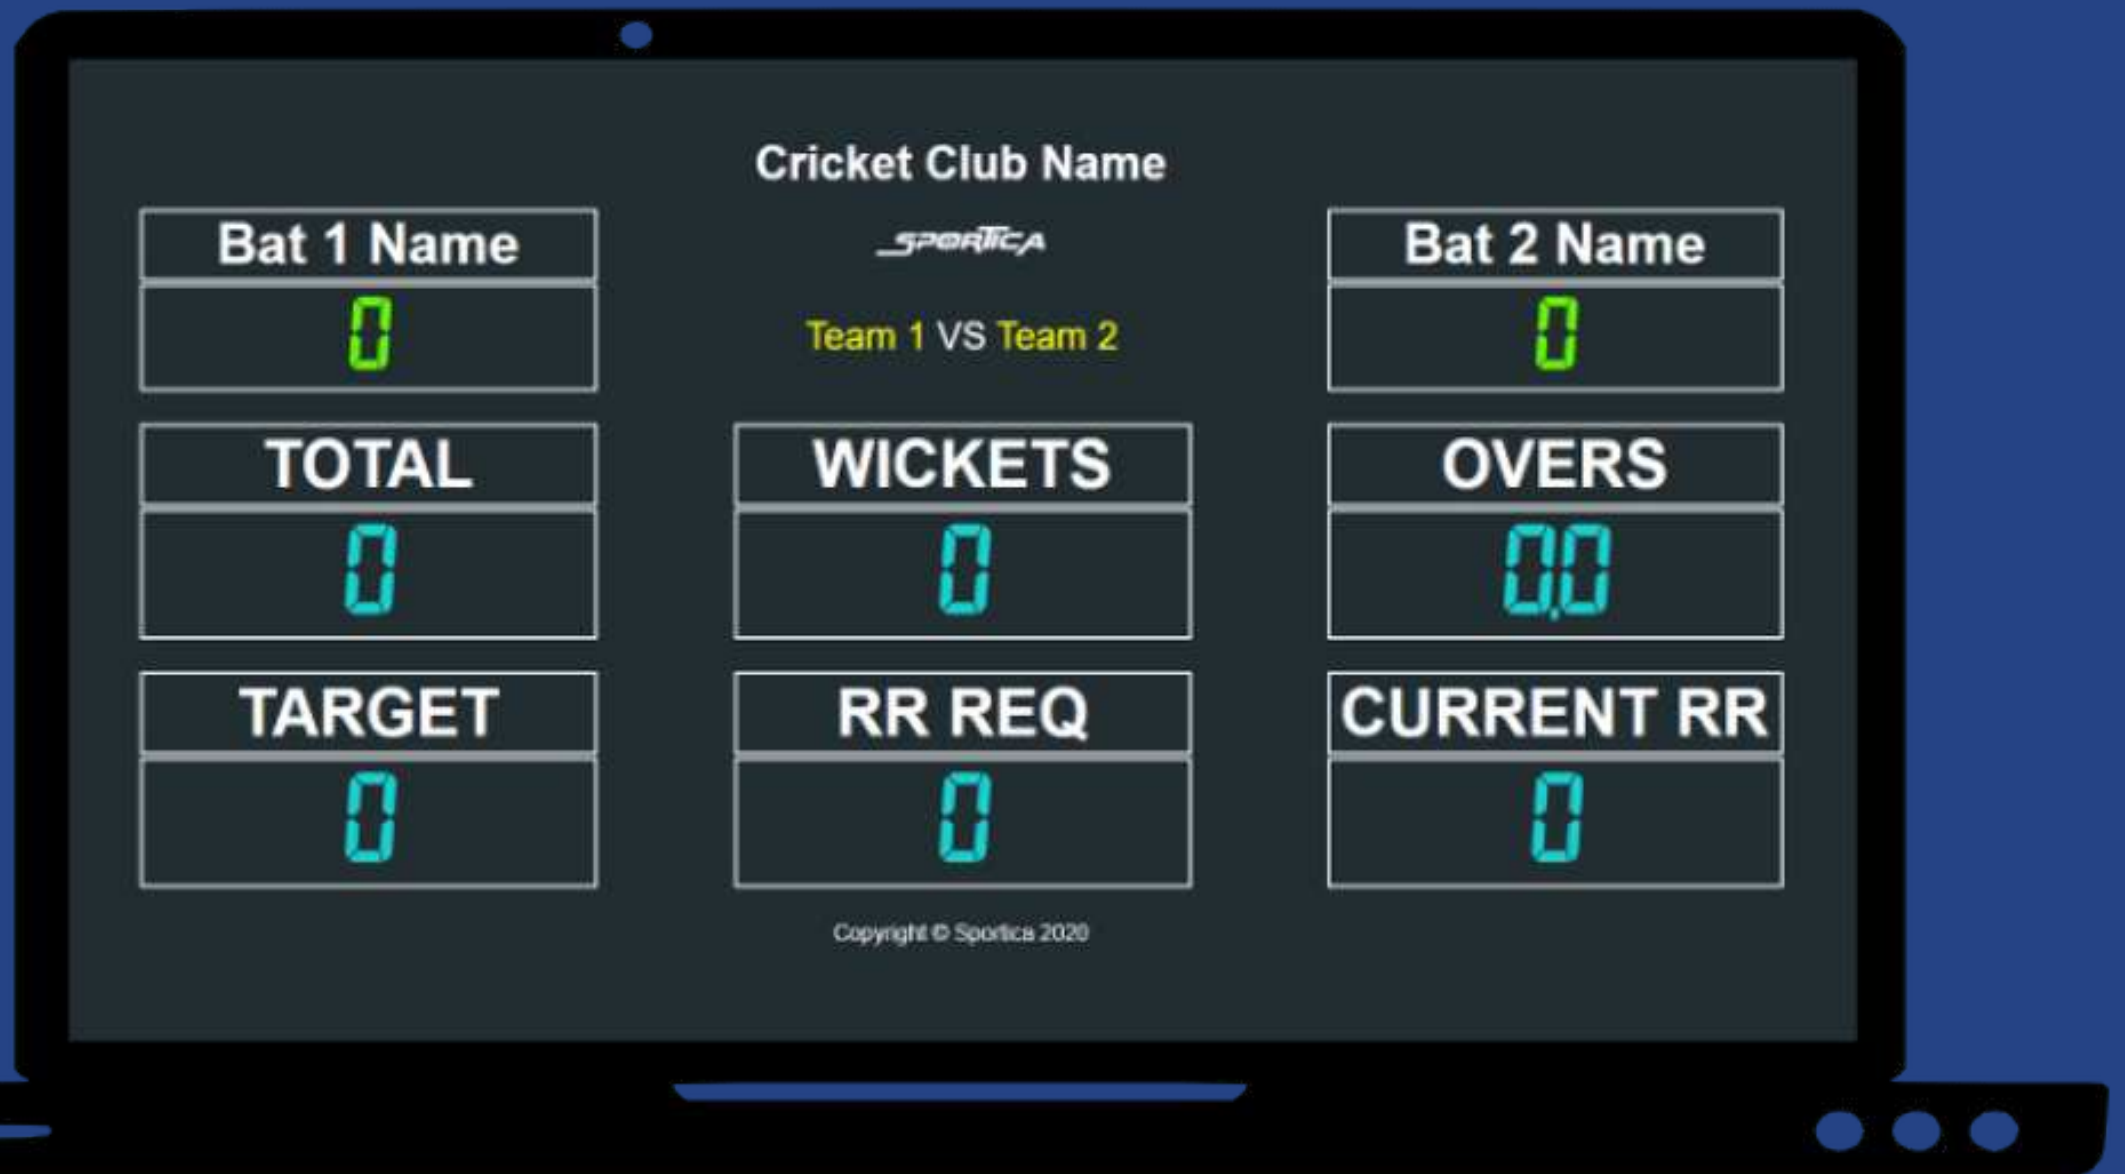 Cricket Club Name
Bat 1 Name
SPORTICA
Bat 2 Name
0
Team 1 VS Team 2
0
TOTAL
WICKETS
OVERS
0
0
0.0
TARGET
RR REQ
CURRENT RR
0
0
0
Copyright © Sportica 2020